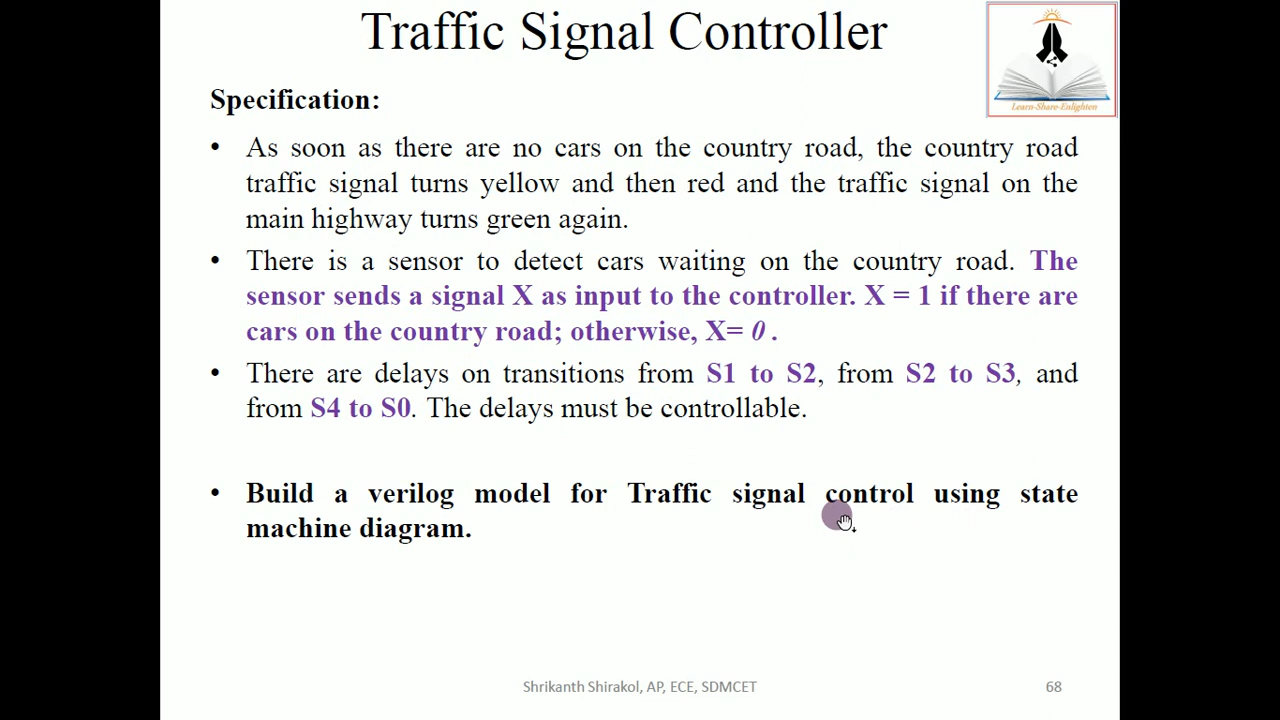 Traffic Signal Controller
Learn-Share-Enlighten
Specification:
• As soon as there are no cars on the country road, the country road
traffic signal turns yellow and then red and the traffic signal on the
main highway turns green again.
• There is a sensor to detect cars waiting on the country road. The
sensor sends a signal X as input to the controller. X = 1 if there are
cars on the country road; otherwise, X= 0 .
• There are delays on transitions from S1 to S2, from S2 to S3, and
from S4 to S0. The delays must be controllable.
• Build a verilog model for Traffic signal control using state
machine diagram.
Shrikanth Shirakol, AP, ECE, SDMCET
68